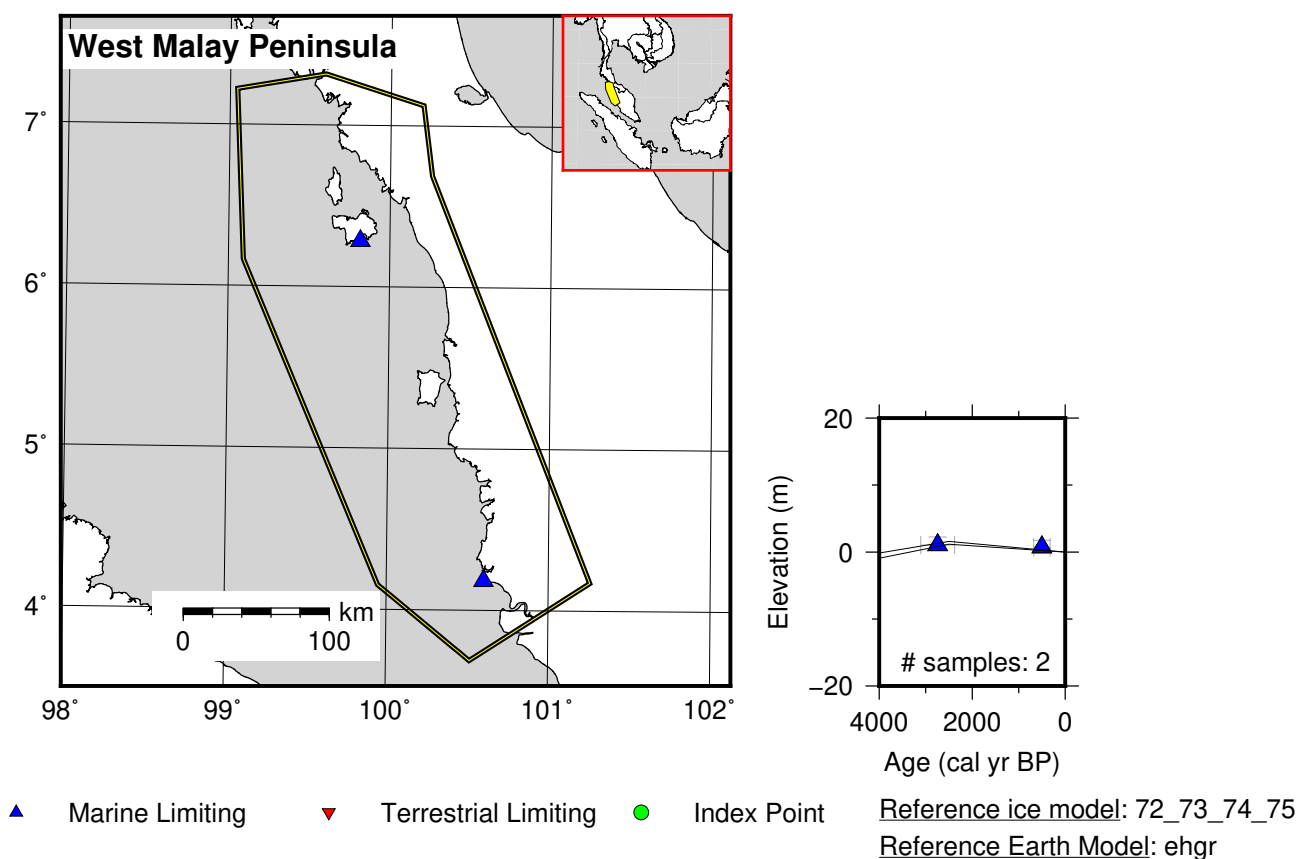 West Malay Peninsula
7˚
6˚
5˚
4˚
km
0 100
98˚ 99˚ 100˚ 101˚ 102˚
20
0
−20
Elevation (m)
# samples: 2
4000 2000 0
Age (cal yr BP)
Marine Limiting Terrestrial Limiting Index Point
Reference ice model: 72_73_74_75
Reference Earth Model: ehgr